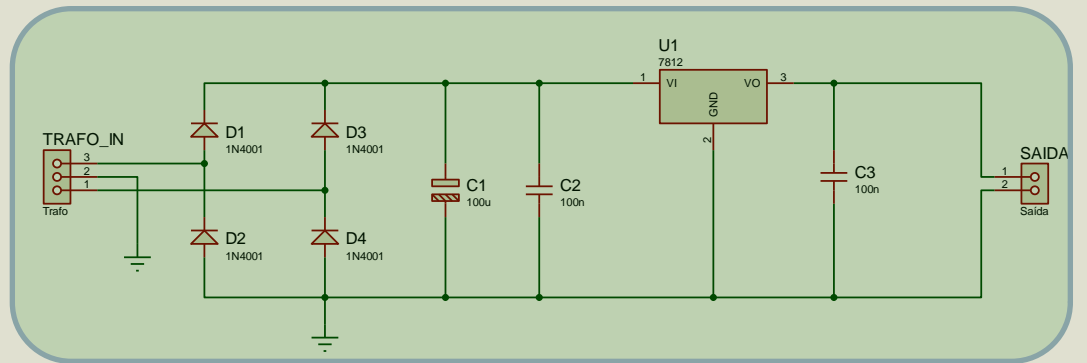 TRAFO_IN
3
2
1
Trafo
D1
1N4001
D2
1N4001
D3
1N4001
D4
1N4001
C1
100u
C2
100n
U1
7812
1
VI
VO
3
GND
2
C3
100n
SAIDA
1
2
Saída